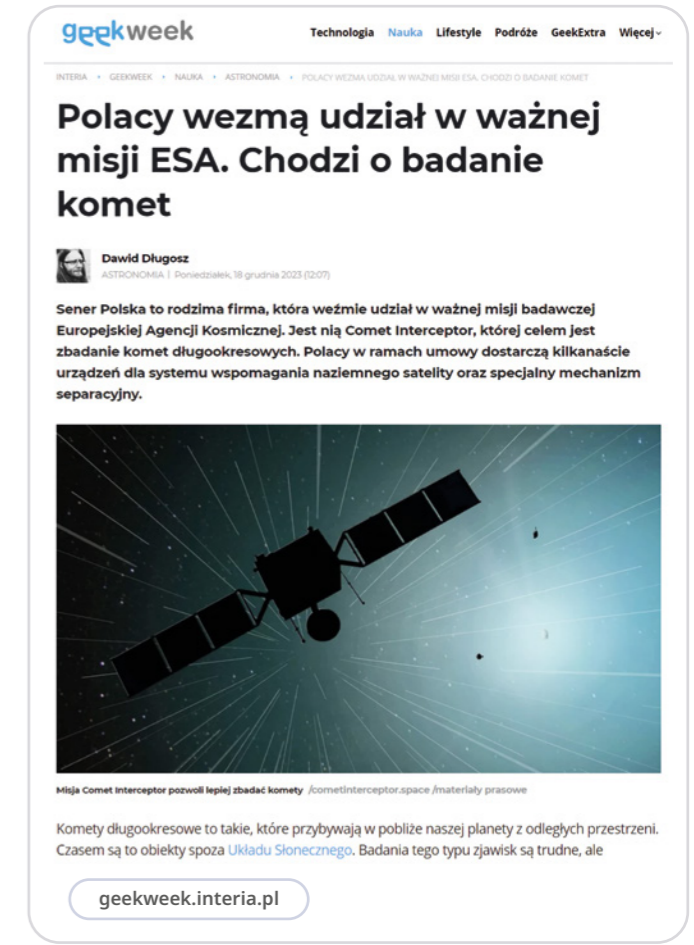 geekweek
Technologia Nauka Lifestyle Podróże GeekExtra Więcej
INTERIA • GEEKWEEK • NAUKA • ASTRONOMIA • POLACY WEZMĄ UDZIAŁ W WAŻNEJ MISJI ESA. CHODZI O BADANIE KOMET
Polacy wezmą udział w ważnej
misji ESA. Chodzi o badanie
komet
Dawid Długosz
ASTRONOMIA | Poniedziałek, 18 grudnia 2023 (12:07)
Sener Polska to rodzima firma, która weźmie udział w ważnej misji badawczej
Europejskiej Agencji Kosmicznej. Jest nią Comet Interceptor, której celem jest
zbadanie komet długookresowych. Polacy w ramach umowy dostarczą kilkanaście
urządzeń dla systemu wspomagania naziemnego satelity oraz specjalny mechanizm
separacyjny.
Misja Comet Interceptor pozwoli lepiej zbadać komety /cometinterceptor.space /materiały prasowe
Komety długookresowe to takie, które przybywają w pobliże naszej planety z odległych przestrzeni.
Czasem są to obiekty spoza Układu Słonecznego. Badania tego typu zjawisk są trudne, ale
geekweek.interia.pl